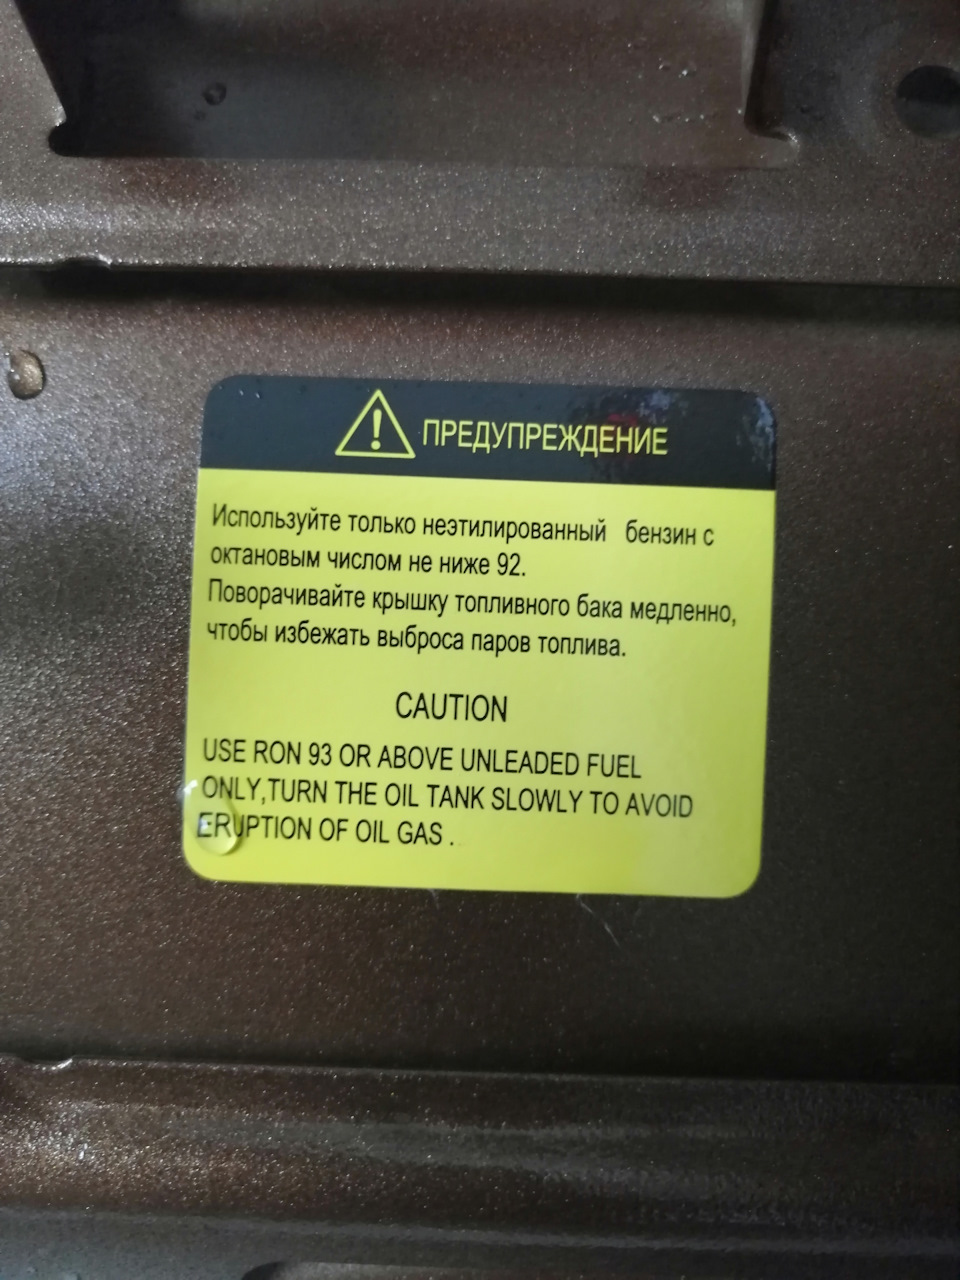 ПРЕДУПРЕЖДЕНИЕ
Используйте только неэтилированный бензин с
октановым числом не ниже 92.
Поворачивайте крышку топливного бака медленно,
чтобы избежать выброса паров топлива.
CAUTION
USE RON 93 OR ABOVE UNLEADED FUEL
ONLY,TURN THE OIL TANK SLOWLY TO AVOID
ERUPTION OF OIL GAS .